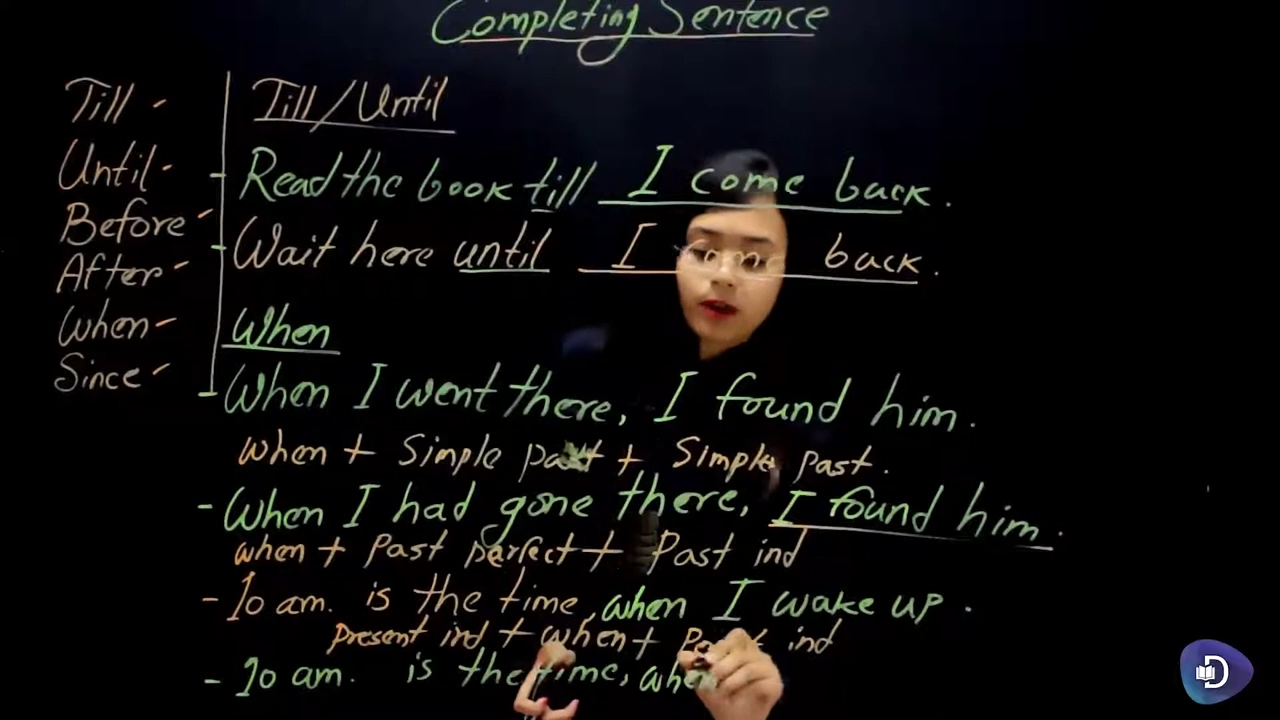 Completing Sentence
Till -
Until -
Before -
After -
When -
Since -
Till/Until
- Read the book till I come back.
- Wait here until I come back.
When
- When I went there, I found him.
when + Simple past + Simple past.
- When I had gone there, I found him.
when + Past perfect + Past ind
- 10 am. is the time, when I wake up.
Present ind + when + ind
- 10 am. is the time, when